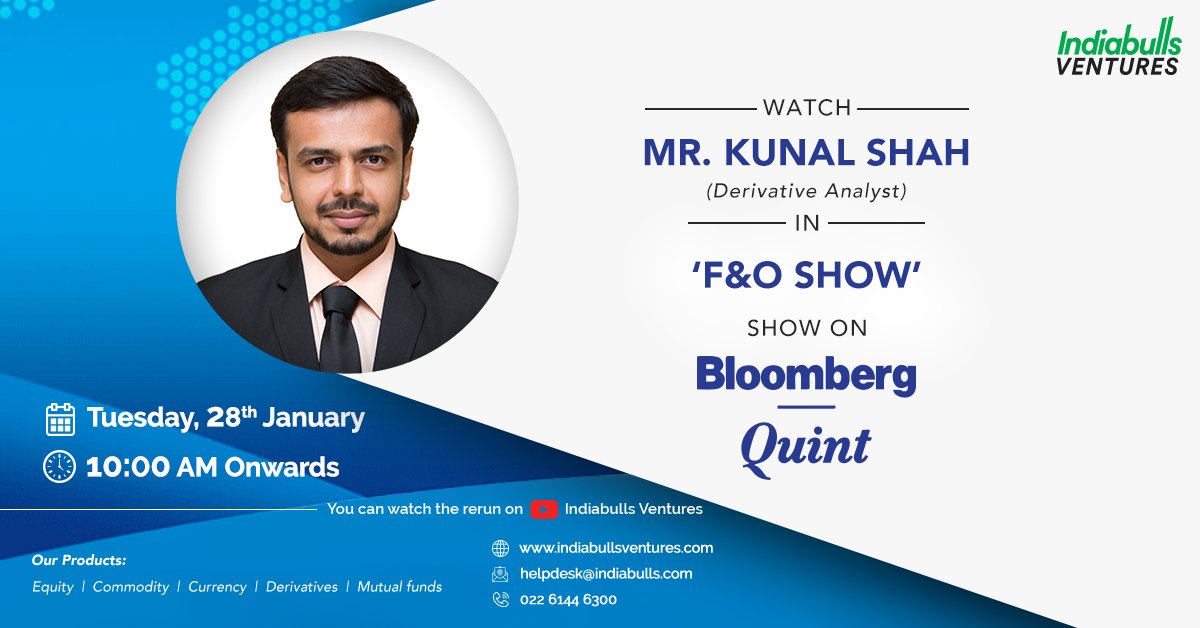 Indiabulls
VENTURES
WATCH
MR. KUNAL SHAH
(Derivative Analyst)
IN
‘F&O SHOW’
SHOW ON
Bloomberg
Quint
Tuesday, 28th January
10:00 AM Onwards
You can watch the rerun on Indiabulls Ventures
Our Products:
Equity | Commodity | Currency | Derivatives | Mutual funds
www.indiabullsventures.com
helpdesk@indiabulls.com
022 6144 6300